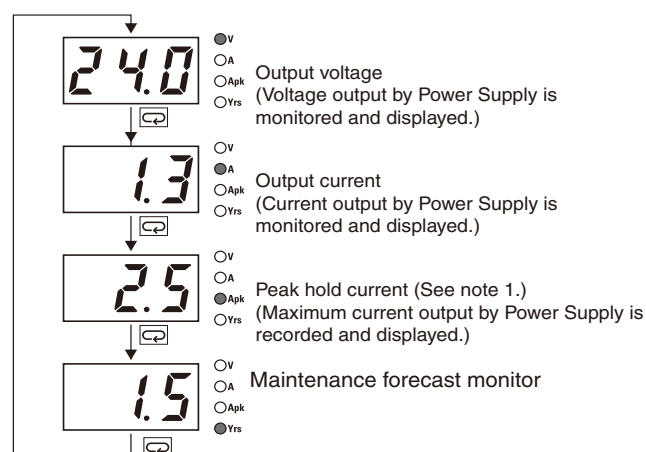 24.0
V
A
Apk
Yrs
Output voltage
(Voltage output by Power Supply is
monitored and displayed.)
1.3
V
A
Apk
Yrs
Output current
(Current output by Power Supply is
monitored and displayed.)
2.5
V
A
Apk
Yrs
Peak hold current (See note 1.)
(Maximum current output by Power Supply is
recorded and displayed.)
1.5
V
A
Apk
Yrs
Maintenance forecast monitor